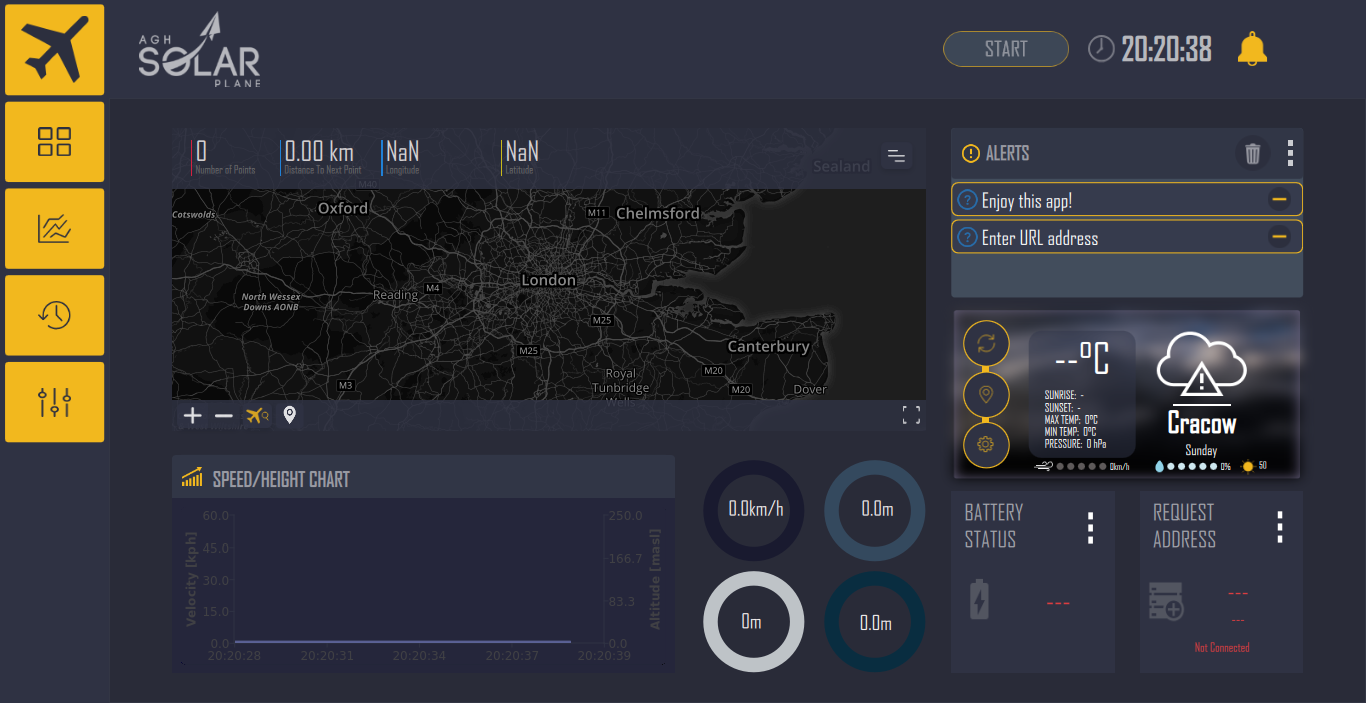 AGH
SOLAR
PLANE
START
20:20:38
0
Number of Points
0.00 km
Distance To Next Point
NaN
Longitude
NaN
Latitude
Sealand
M40
Cotswolds
Oxford
M11
Chelmsford
London
North Wessex
Downs AONB
Reading
M4
M25
M25
Canterbury
M3
Royal
Tunbridge
Wells
M20
M20
Dover
ALERTS
Enjoy this app!
Enter URL address
--°C
SUNRISE: -
SUNSET: -
MAX TEMP: 0°C
MIN TEMP: 0°C
PRESSURE: 0 hPa
0km/h
Cracow
Sunday
0%
50
SPEED/HEIGHT CHART
Velocity [kph]
60.0
45.0
30.0
15.0
0.0
250.0
166.7
83.3
0.0
Altitude [masl]
20:20:28
20:20:31
20:20:34
20:20:37
20:20:39
0.0km/h
0.0m
0m
0.0m
BATTERY
STATUS
---
REQUEST
ADDRESS
---
---
Not Connected